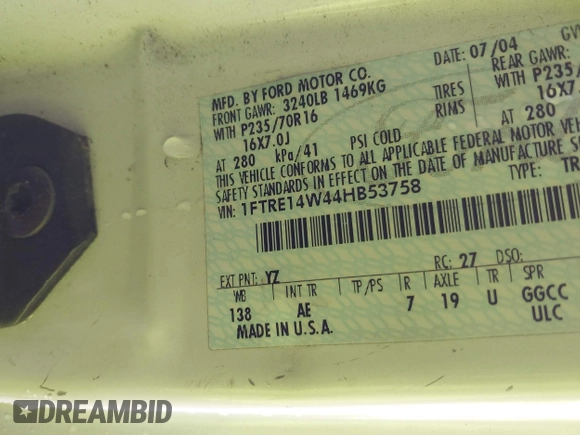 DATE: 07/04
MFD. BY FORD MOTOR CO.
FRONT GAWR: 3240LB 1469KG
REAR GAWR:
WITH P235/70R16 TIRES WITH P235/
16X7.0J RIMS 16X7.
AT 280 kPa/41 PSI COLD AT 280
THIS VEHICLE CONFORMS TO ALL APPLICABLE FEDERAL MOTOR VEHIC
IN EFFECT ON THE DATE OF MANUFACTURE S
VIN: 1FTRE14W44HB53758 TYPE: TR
EXT PNT: YZ RC: 27 DSO:
WB INT TR TP/PS R AXLE TR SPR
138 AE 7 19 U GGCC
MADE IN U.S.A. ULC
DREAMBID